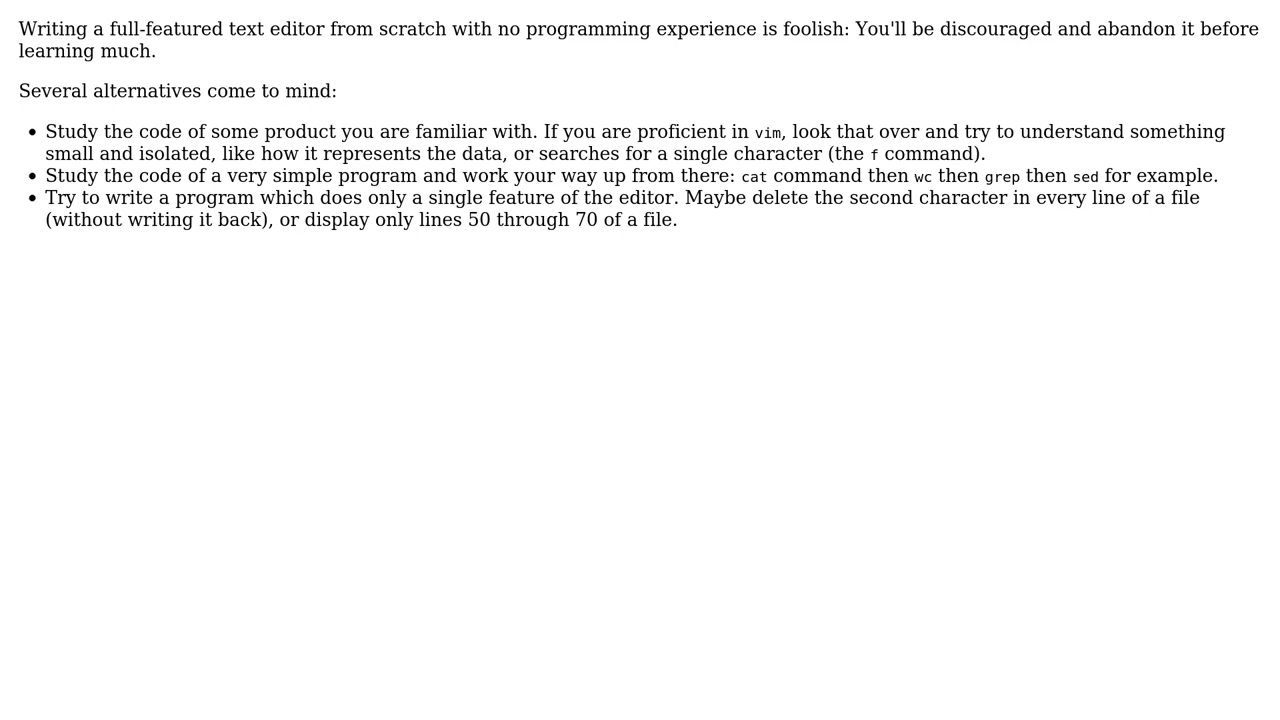 Writing a full-featured text editor from scratch with no programming experience is foolish: You'll be discouraged and abandon it before
learning much.
Several alternatives come to mind:
• Study the code of some product you are familiar with. If you are proficient in vim, look that over and try to understand something
small and isolated, like how it represents the data, or searches for a single character (the f command).
• Study the code of a very simple program and work your way up from there: cat command then wc then grep then sed for example.
• Try to write a program which does only a single feature of the editor. Maybe delete the second character in every line of a file
(without writing it back), or display only lines 50 through 70 of a file.